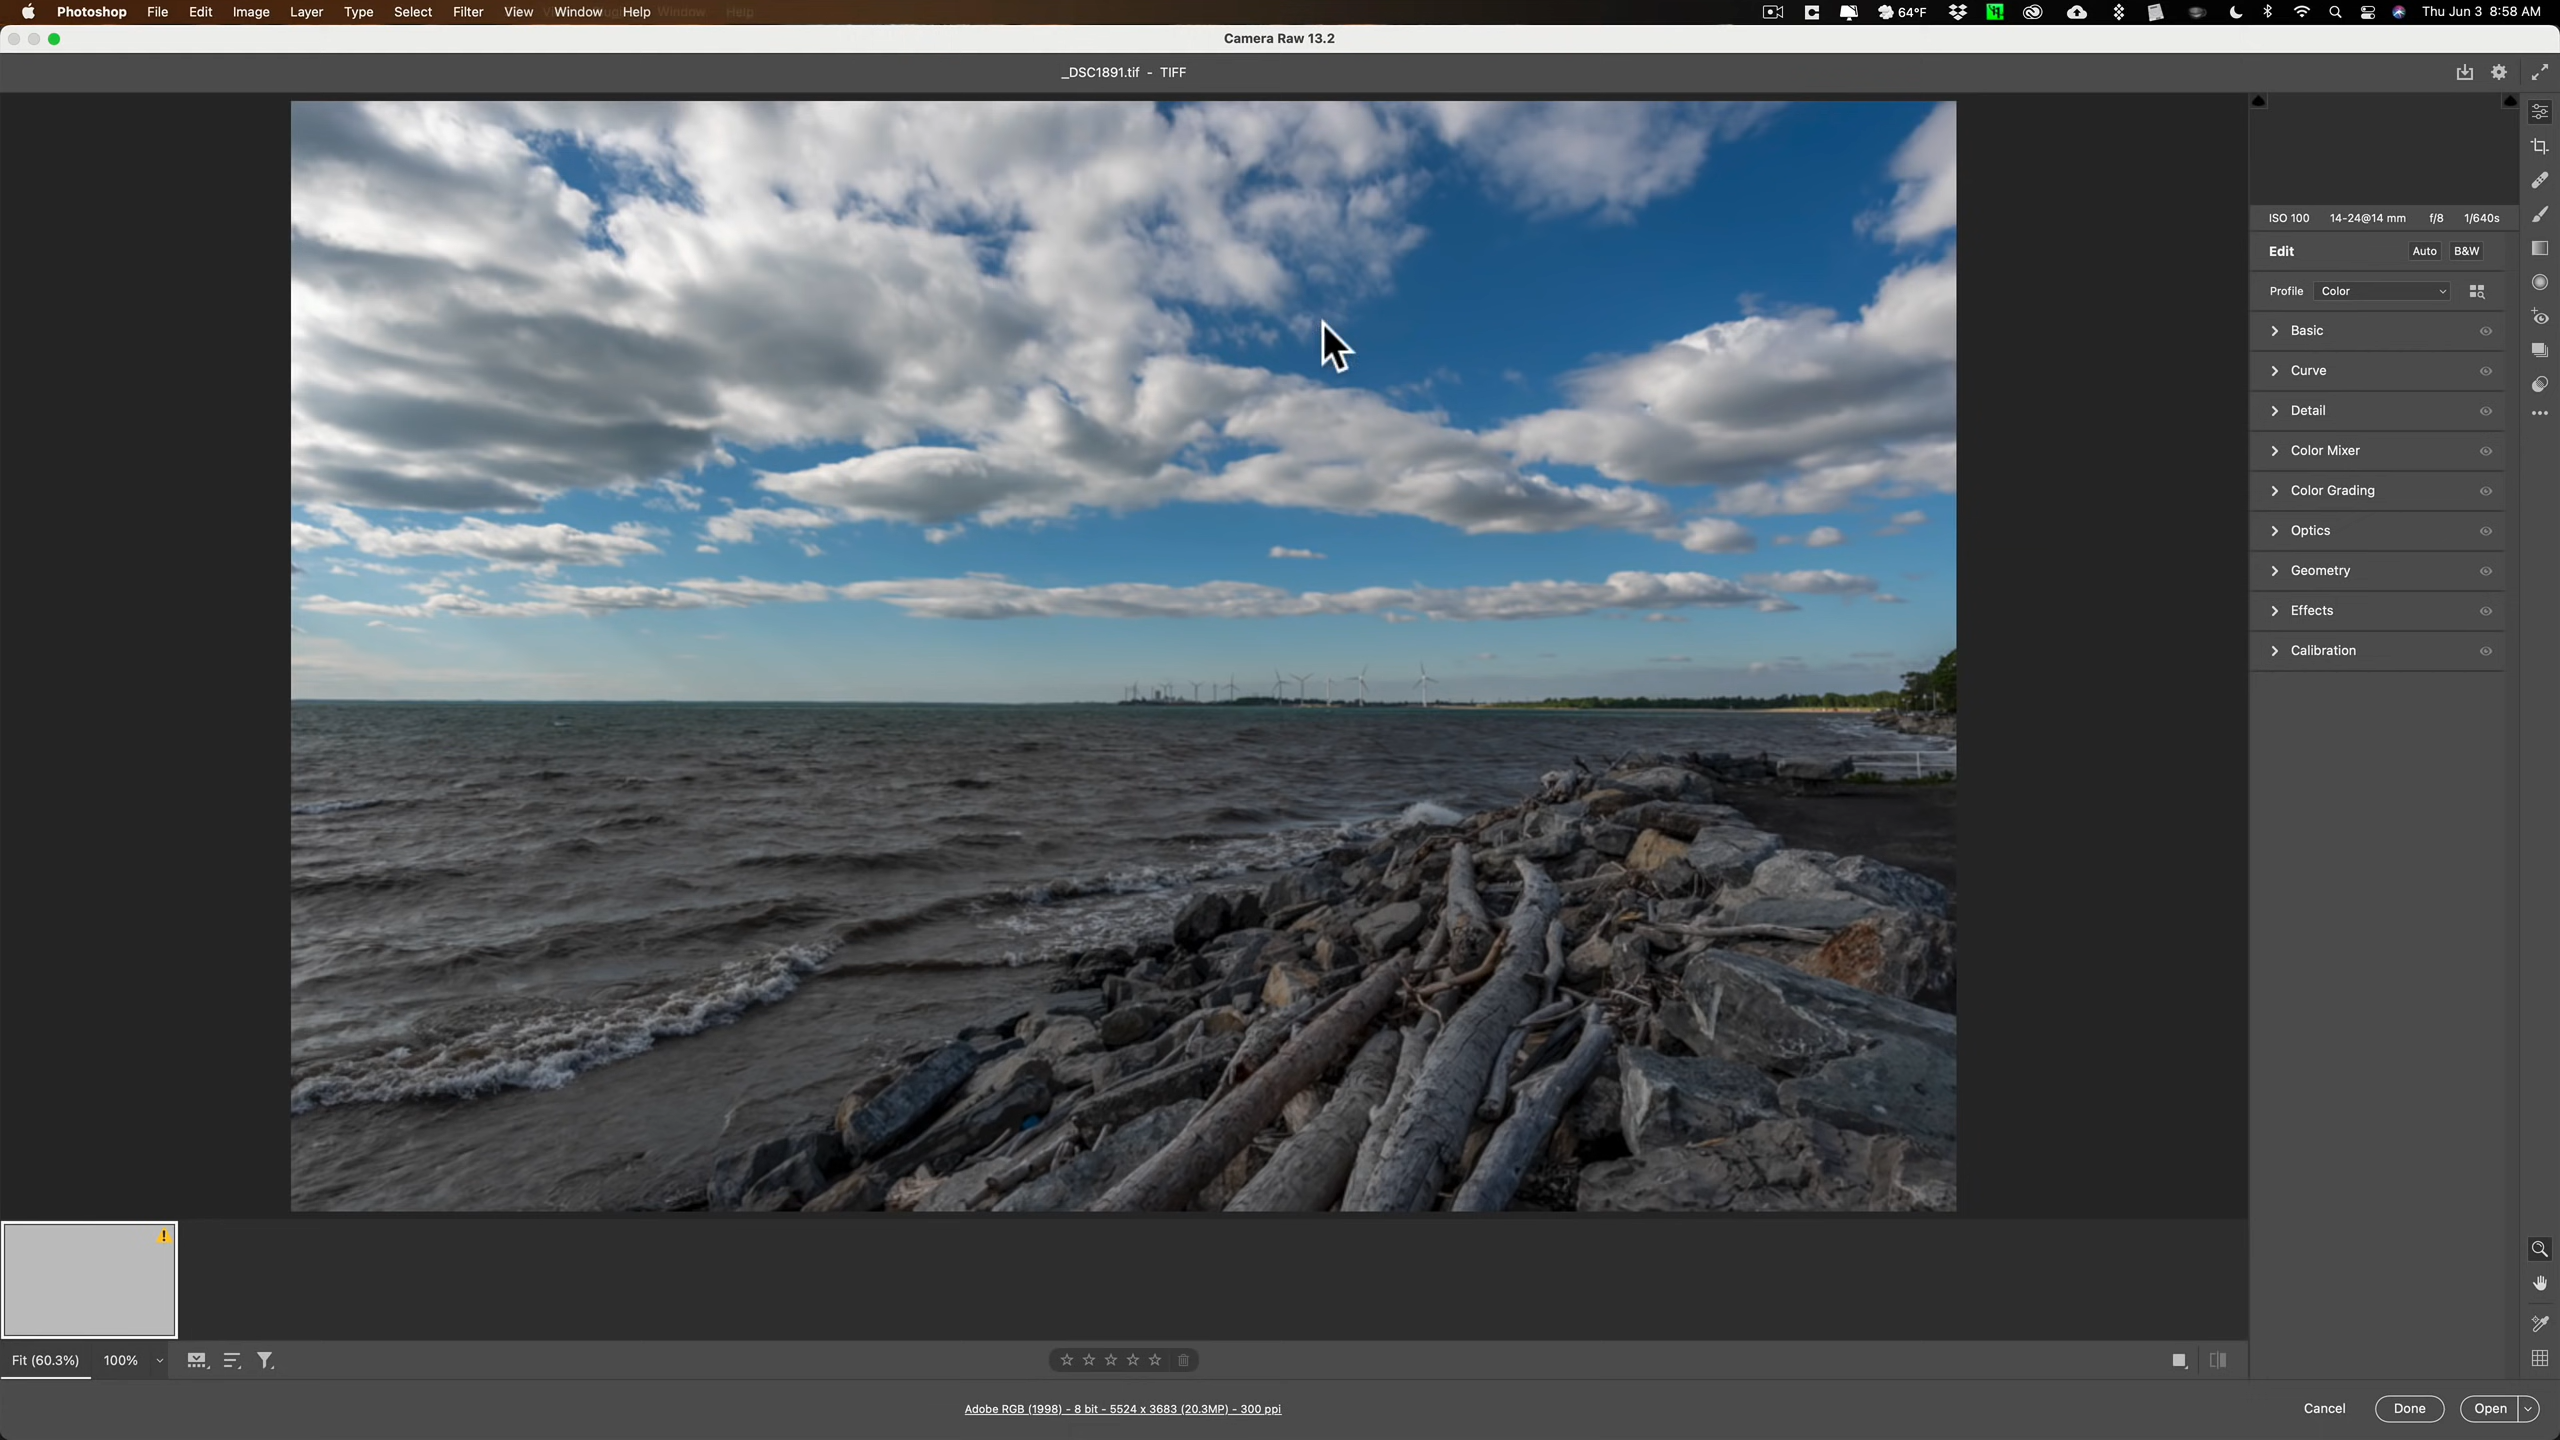 Photoshop File Edit Image Layer Type Select Filter View Window Help
64°F Thu Jun 3 8:58 AM
Camera Raw 13.2
_DSC1891.tif - TIFF
ISO 100 14-24@14 mm f/8 1/640s
Edit Auto B&W
Profile Color
Basic
Curve
Detail
Color Mixer
Color Grading
Optics
Geometry
Effects
Calibration
Fit (60.3%) 100%
Adobe RGB (1998) - 8 bit - 5524 x 3683 (20.3MP) - 300 ppi
Cancel Done Open